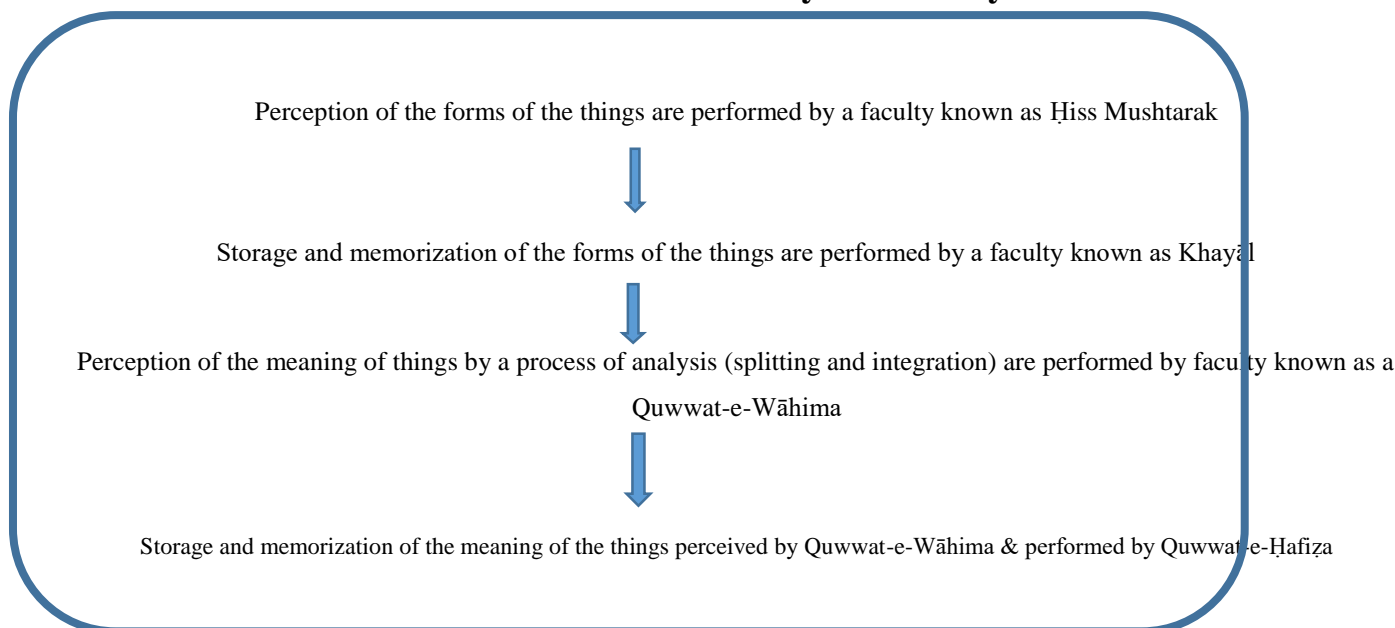 Perception of the forms of the things are performed by a faculty known as Ḥiss Mushtarak
Storage and memorization of the forms of the things are performed by a faculty known as Khayāl
Perception of the meaning of things by a process of analysis (splitting and integration) are performed by faculty known as a
Quwwat-e-Wāhima
Storage and memorization of the meaning of the things perceived by Quwwat-e-Wāhima & performed by Quwwat-e-Ḥafiẓa